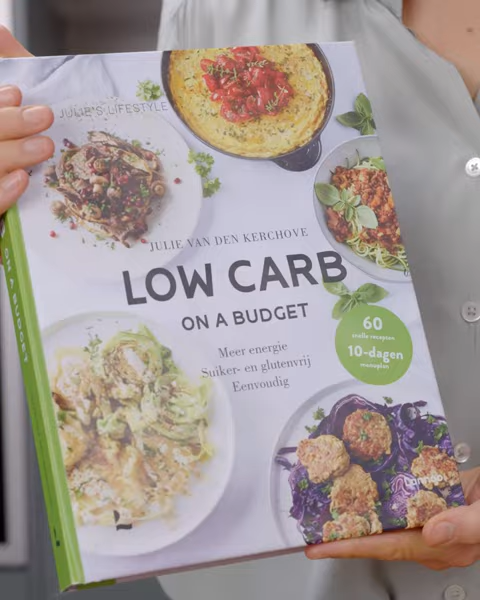 JULIE'S LIFESTYLE
JULIE VAN DEN KERCHOVE
LOW CARB
ON A BUDGET
Meer energie
Suiker- en glutenvrij
Eenvoudig
60
snelle recepten
10-dagen
menuplan
Lannoo
ON A BUDGET